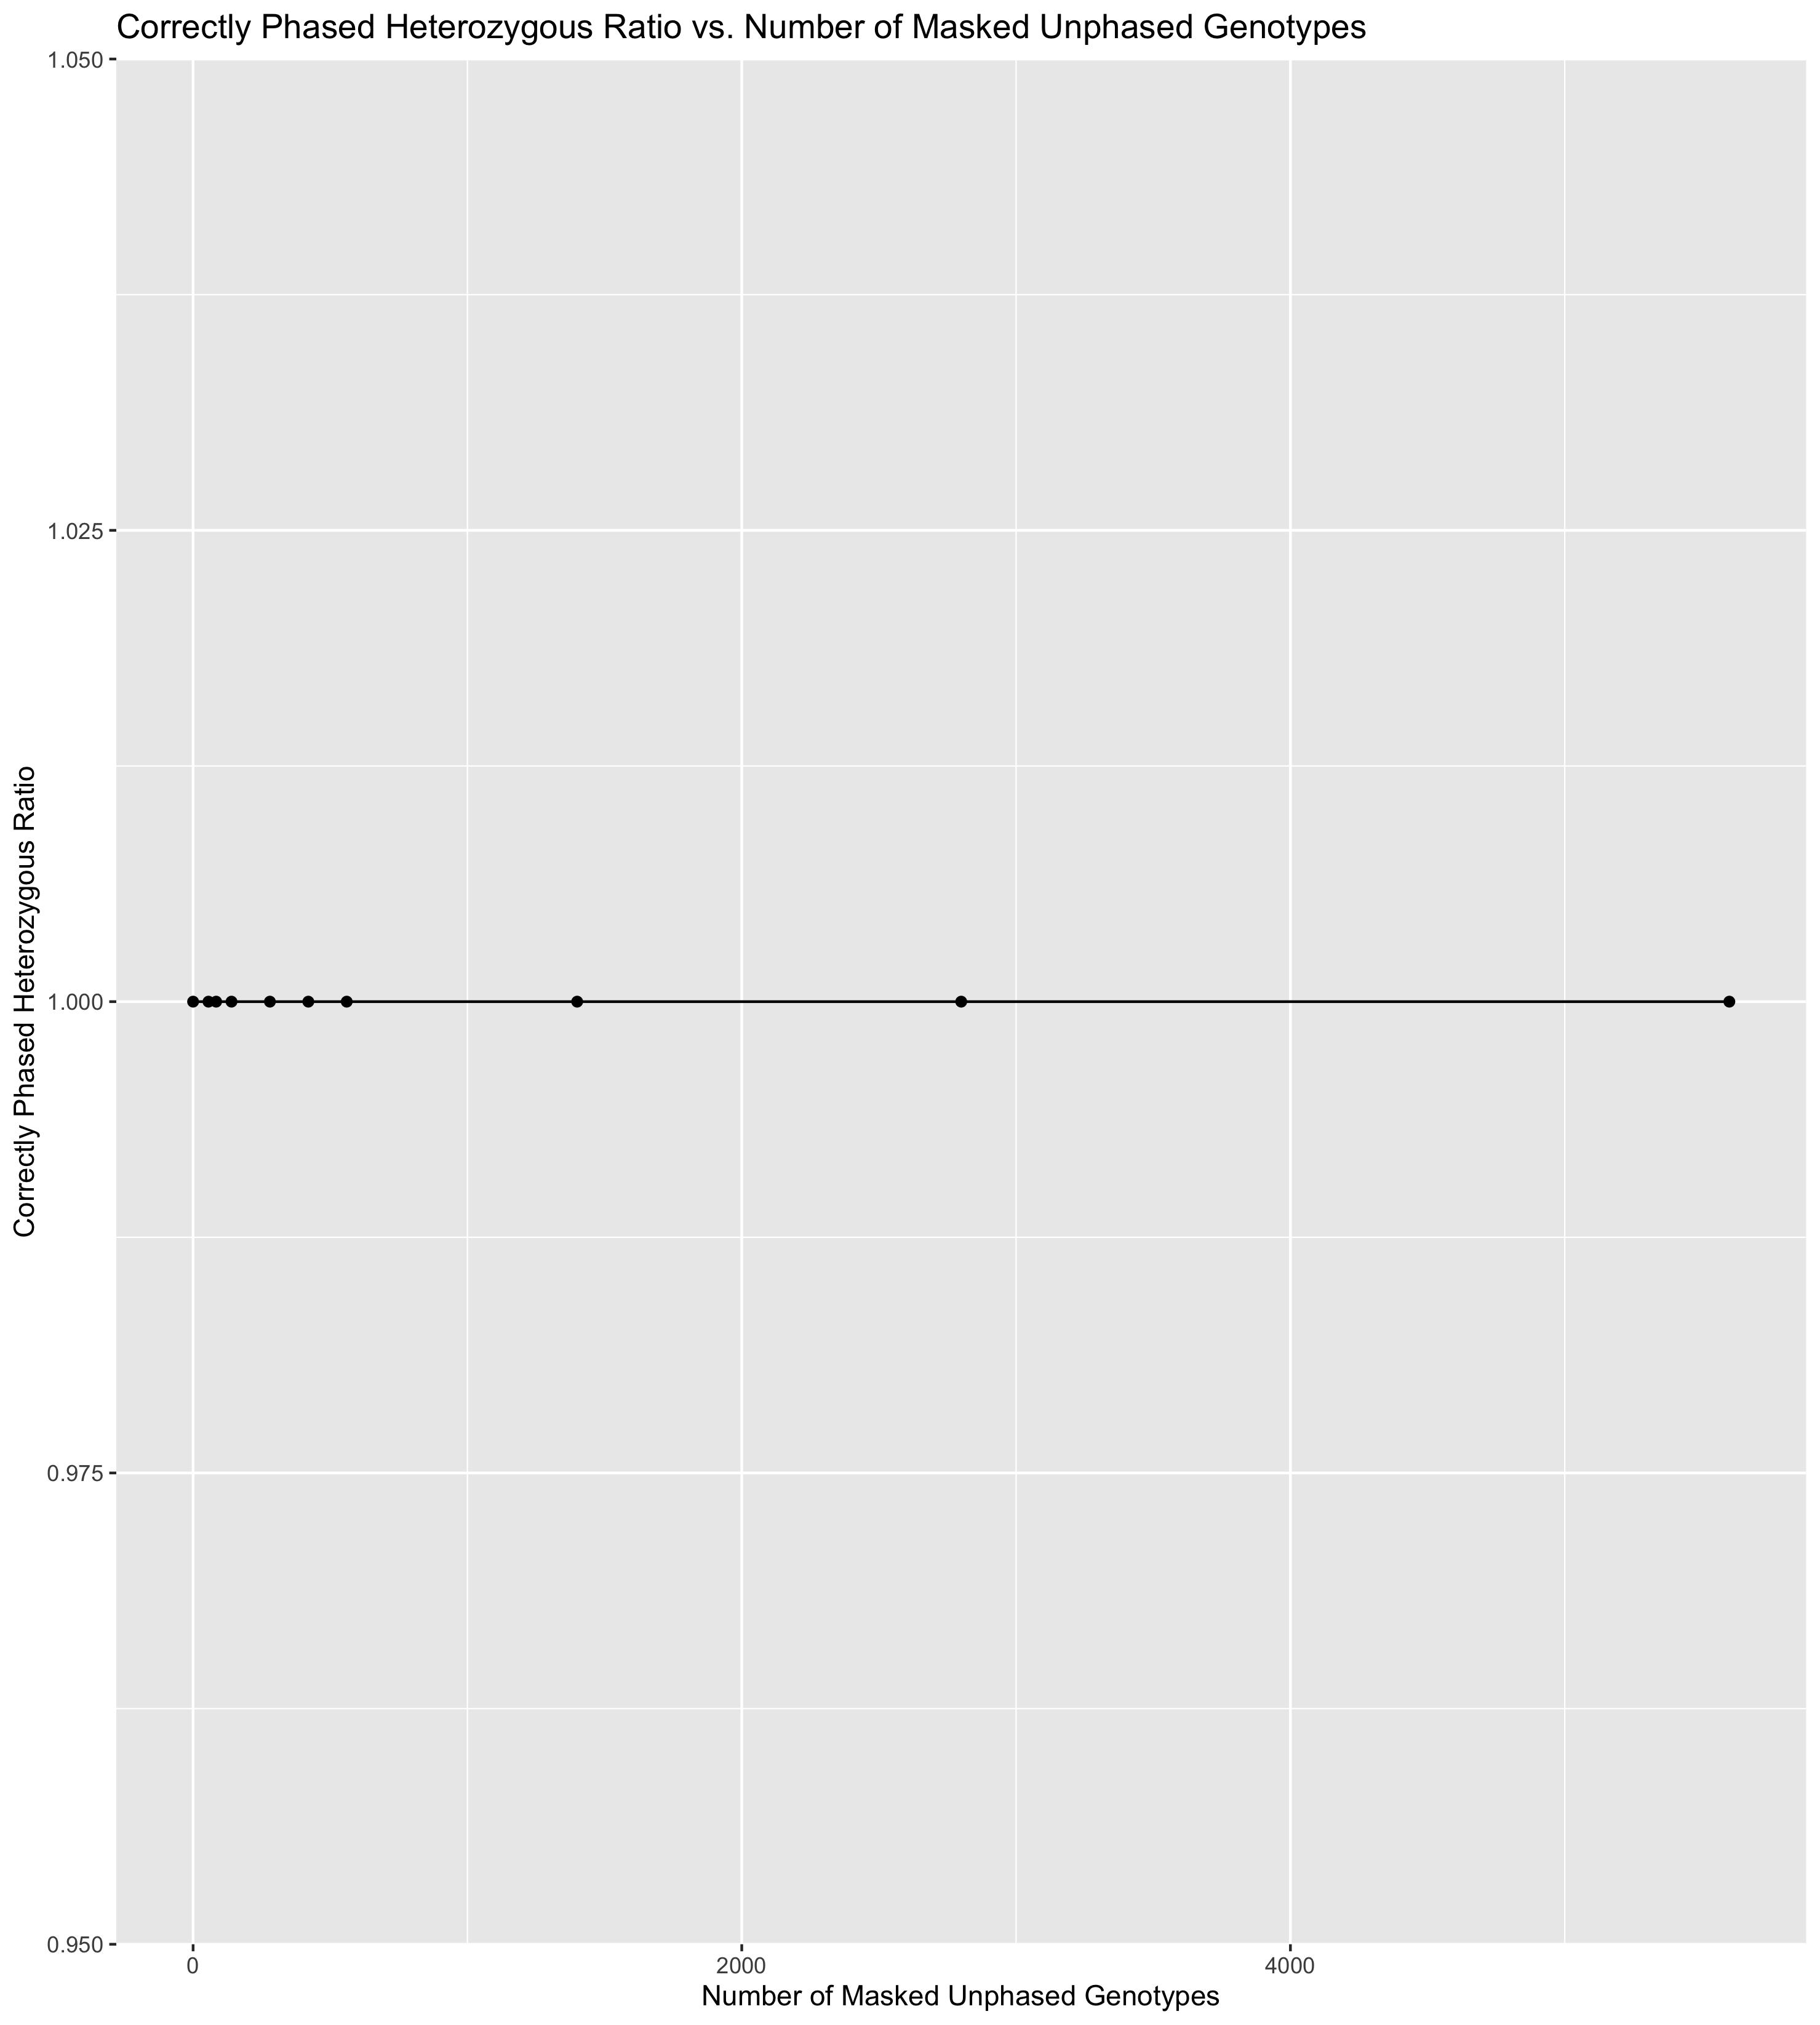 Correctly Phased Heterozygous Ratio vs. Number of Masked Unphased Genotypes
1.050
1.025
1.000
0.975
0.950
Correctly Phased Heterozygous Ratio
0
2000
4000
Number of Masked Unphased Genotypes